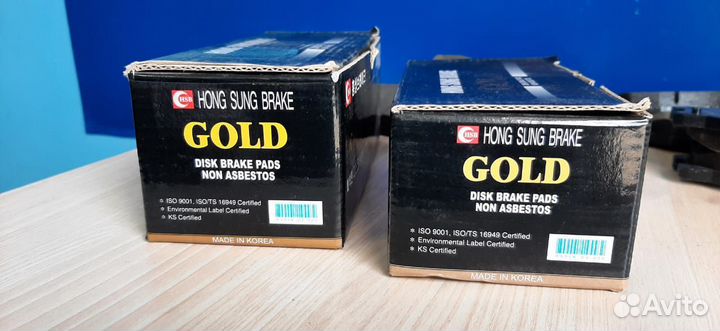 HSB HONG SUNG BRAKE
GOLD
DISK BRAKE PADS
NON ASBESTOS
* ISO 9001, ISO/TS 16949 Certified
* Environmental Label Certified
* KS Certified
MADE IN KOREA
HSB HONG SUNG BRAKE
GOLD
DISK BRAKE PADS
NON ASBESTOS
* ISO 9001, ISO/TS 16949 Certified
* Environmental Label Certified
* KS Certified
MADE IN KOREA
Avito